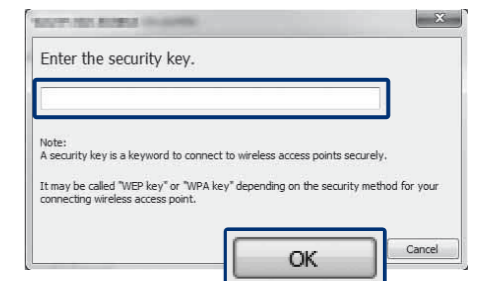 Enter the security key.
Note:
A security key is a keyword to connect to wireless access points securely.
It may be called "WEP key" or "WPA key" depending on the security method for your
connecting wireless access point.
OK
Cancel